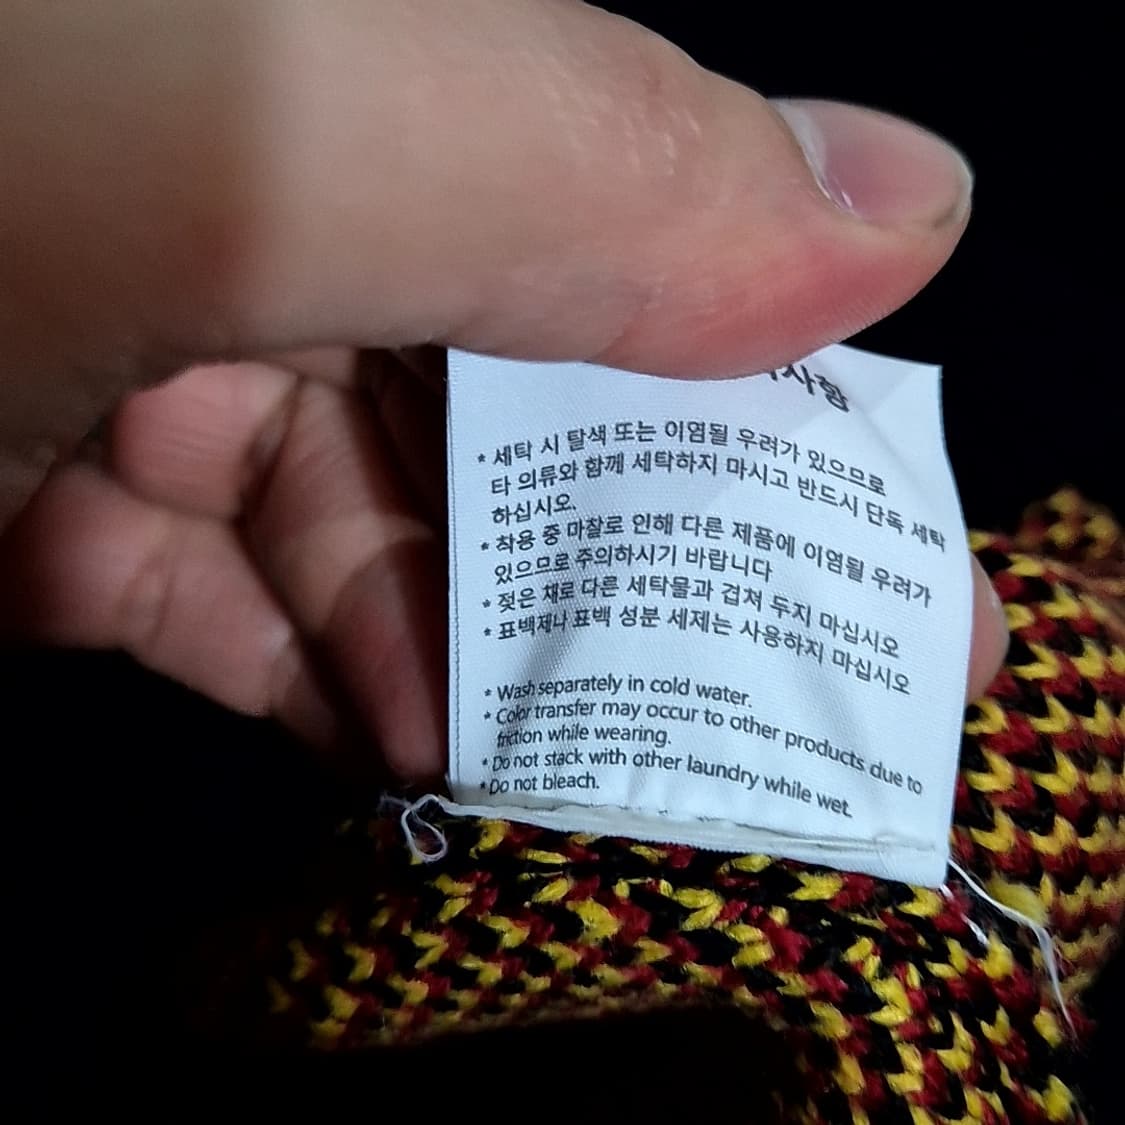 * 세탁 시 탈색 또는 이염될 우려가 있으므로
타 의류와 함께 세탁하지 마시고 반드시 단독 세탁
하십시오.
* 착용 중 마찰로 인해 다른 제품에 이염될 우려가
있으므로 주의하시기 바랍니다
* 젖은 채로 다른 세탁물과 겹쳐 두지 마십시오
* 표백제나 표백 성분 세제는 사용하지 마십시오
* Wash separately in cold water.
* Color transfer may occur to other products due to
friction while wearing.
* Do not stack with other laundry while wet.
* Do not bleach.